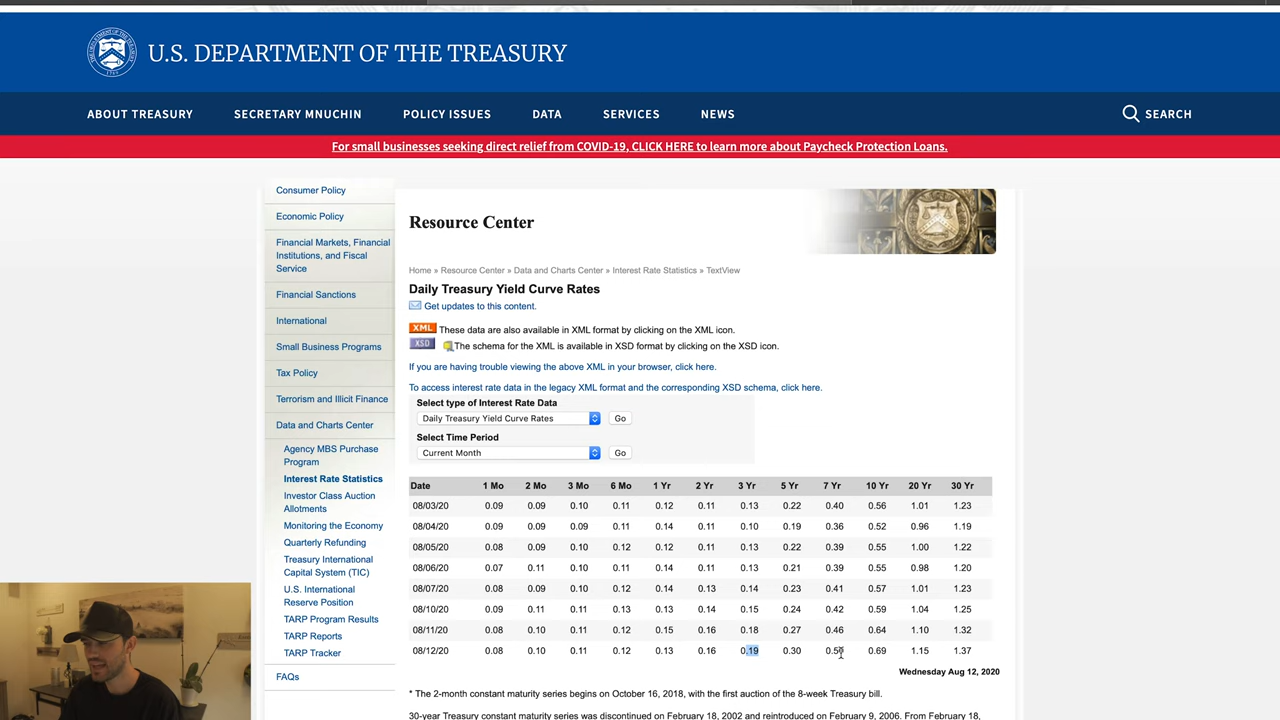 U.S. DEPARTMENT OF THE TREASURY
ABOUT TREASURY SECRETARY MNUCHIN POLICY ISSUES DATA SERVICES NEWS SEARCH
For small businesses seeking direct relief from COVID-19, CLICK HERE to learn more about Paycheck Protection Loans.
Consumer Policy
Economic Policy
Financial Markets, Financial
Institutions, and Fiscal
Service
Financial Sanctions
International
Small Business Programs
Tax Policy
Terrorism and Illicit Finance
Data and Charts Center
Agency MBS Purchase
Program
Interest Rate Statistics
Investor Class Auction
Allotments
Monitoring the Economy
Quarterly Refunding
Treasury International
Capital System (TIC)
U.S. International
Reserve Position
TARP Program Results
TARP Reports
TARP Tracker
FAQs
Resource Center
Home » Resource Center » Data and Charts Center » Interest Rate Statistics » TextView
Daily Treasury Yield Curve Rates
Get updates to this content.
XML These data are also available in XML format by clicking on the XML icon.
XSD The schema for the XML is available in XSD format by clicking on the XSD icon.
If you are having trouble viewing the above XML in your browser, click here.
To access interest rate data in the legacy XML format and the corresponding XSD schema, click here.
Select type of Interest Rate Data
Daily Treasury Yield Curve Rates Go
Select Time Period
Current Month Go
Date 1 Mo 2 Mo 3 Mo 6 Mo 1 Yr 2 Yr 3 Yr 5 Yr 7 Yr 10 Yr 20 Yr 30 Yr
08/03/20 0.09 0.09 0.10 0.11 0.12 0.11 0.13 0.22 0.40 0.56 1.01 1.23
08/04/20 0.09 0.09 0.09 0.11 0.14 0.11 0.10 0.19 0.36 0.52 0.96 1.19
08/05/20 0.08 0.09 0.10 0.12 0.12 0.11 0.13 0.22 0.39 0.55 1.00 1.22
08/06/20 0.07 0.11 0.10 0.11 0.14 0.11 0.13 0.21 0.39 0.55 0.98 1.20
08/07/20 0.08 0.09 0.10 0.12 0.14 0.13 0.14 0.23 0.41 0.57 1.01 1.23
08/10/20 0.09 0.11 0.11 0.13 0.13 0.14 0.15 0.24 0.42 0.59 1.04 1.25
08/11/20 0.08 0.10 0.11 0.12 0.15 0.16 0.18 0.27 0.46 0.64 1.10 1.32
08/12/20 0.08 0.10 0.11 0.12 0.13 0.16 0.19 0.30 0.69 1.15 1.37
Wednesday Aug 12, 2020
* The 2-month constant maturity series begins on October 16, 2018, with the first auction of the 8-week Treasury bill.
30-year Treasury constant maturity series was discontinued on February 18, 2002 and reintroduced on February 9, 2006. From February 18,